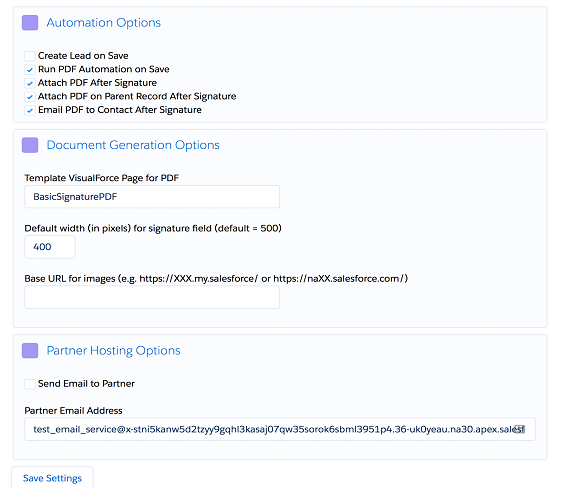 Automation Options
Create Lead on Save
Run PDF Automation on Save
Attach PDF After Signature
Attach PDF on Parent Record After Signature
Email PDF to Contact After Signature
Document Generation Options
Template VisualForce Page for PDF
BasicSignaturePDF
Default width (in pixels) for signature field (default = 500)
400
Base URL for images (e.g. https://XXX.my.salesforce/ or https://naXX.salesforce.com/)
Partner Hosting Options
Send Email to Partner
Partner Email Address
test_email_service@x-stni5kanw5d2tzyy9gqhl3kasaj07qw35sorok6sbml3951p4.36-uk0yeau.na30.apex.sales
Save Settings